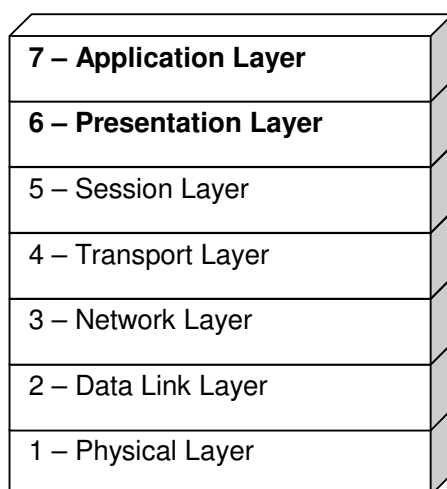 7 – Application Layer
6 – Presentation Layer
5 – Session Layer
4 – Transport Layer
3 – Network Layer
2 – Data Link Layer
1 – Physical Layer